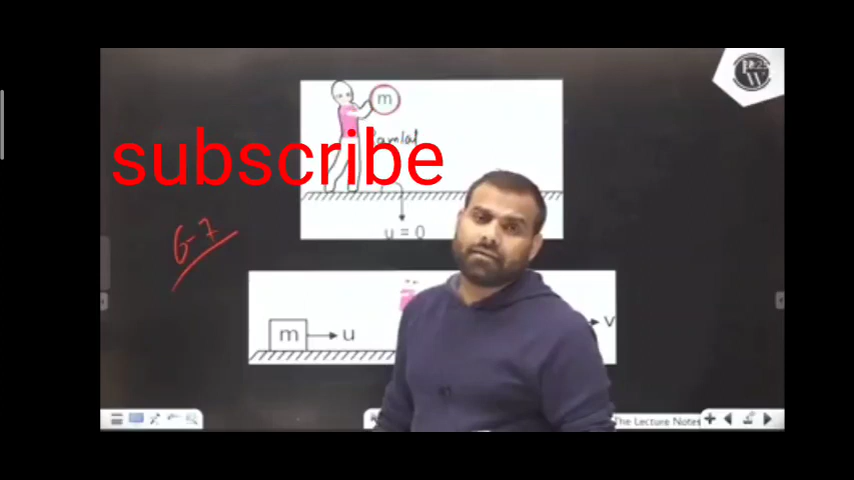 m
subscribe
u = 0
6-7
m
u
v
The Lecture Notes